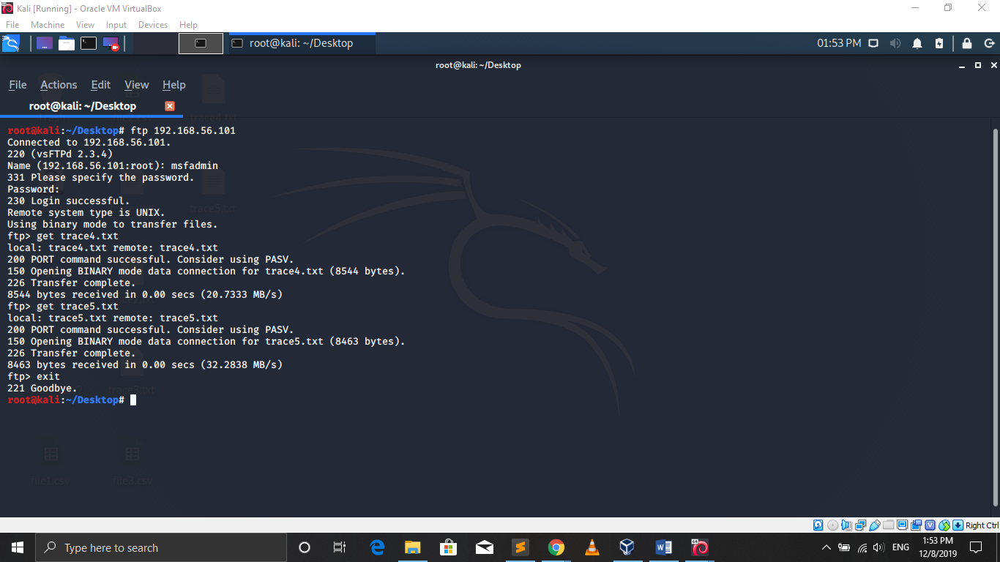 Kali [Running] - Oracle VM VirtualBox
File Machine View Input Devices Help
root@kali: ~/Desktop
01:53 PM
root@kali: ~/Desktop
File Actions Edit View Help
root@kali: ~/Desktop
root@kali:~/Desktop# ftp 192.168.56.101
Connected to 192.168.56.101.
220 (vsFTPd 2.3.4)
Name (192.168.56.101:root): msfadmin
331 Please specify the password.
Password:
230 Login successful.
Remote system type is UNIX.
Using binary mode to transfer files.
ftp> get trace4.txt
local: trace4.txt remote: trace4.txt
200 PORT command successful. Consider using PASV.
150 Opening BINARY mode data connection for trace4.txt (8544 bytes).
226 Transfer complete.
8544 bytes received in 0.00 secs (20.7333 MB/s)
ftp> get trace5.txt
local: trace5.txt remote: trace5.txt
200 PORT command successful. Consider using PASV.
150 Opening BINARY mode data connection for trace5.txt (8463 bytes).
226 Transfer complete.
8463 bytes received in 0.00 secs (32.2838 MB/s)
ftp> exit
221 Goodbye.
root@kali:~/Desktop#
trace4.txt
trace5.txt
file1.csv file3.csv
Right Ctrl
Type here to search
ENG
1:53 PM
12/8/2019